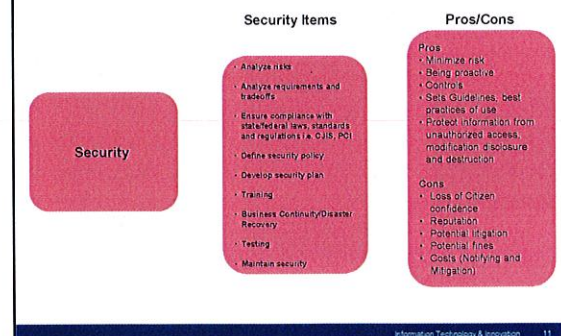 Security Items
Pros/Cons
Security
• Analyze risks
• Analyze requirements and
tradeoffs
• Ensure compliance with
state/federal laws, standards
and regulations i.e. CJIS, PCI
• Define security policy
• Develop security plan
• Training
• Business Continuity/Disaster
Recovery
• Testing
• Maintain security
Pros
• Minimize risk
• Being proactive
• Controls
• Sets Guidelines, best
practices of use
• Protect information from
unauthorized access,
modification disclosure
and destruction
Cons
• Loss of Citizen
confidence
• Reputation
• Potential litigation
• Potential fines
• Costs (Notifying and
Mitigation)
Information Technology & Innovation 11